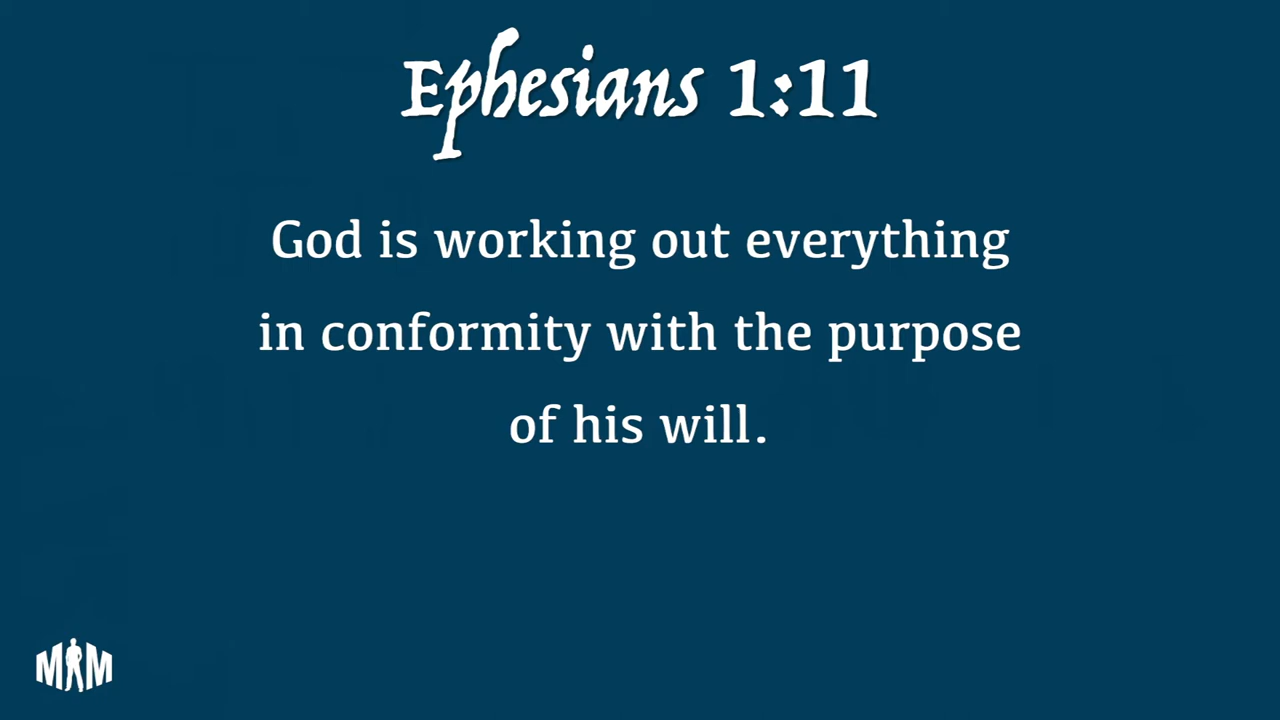 Ephesians 1:11
God is working out everything
in conformity with the purpose
of his will.
MM